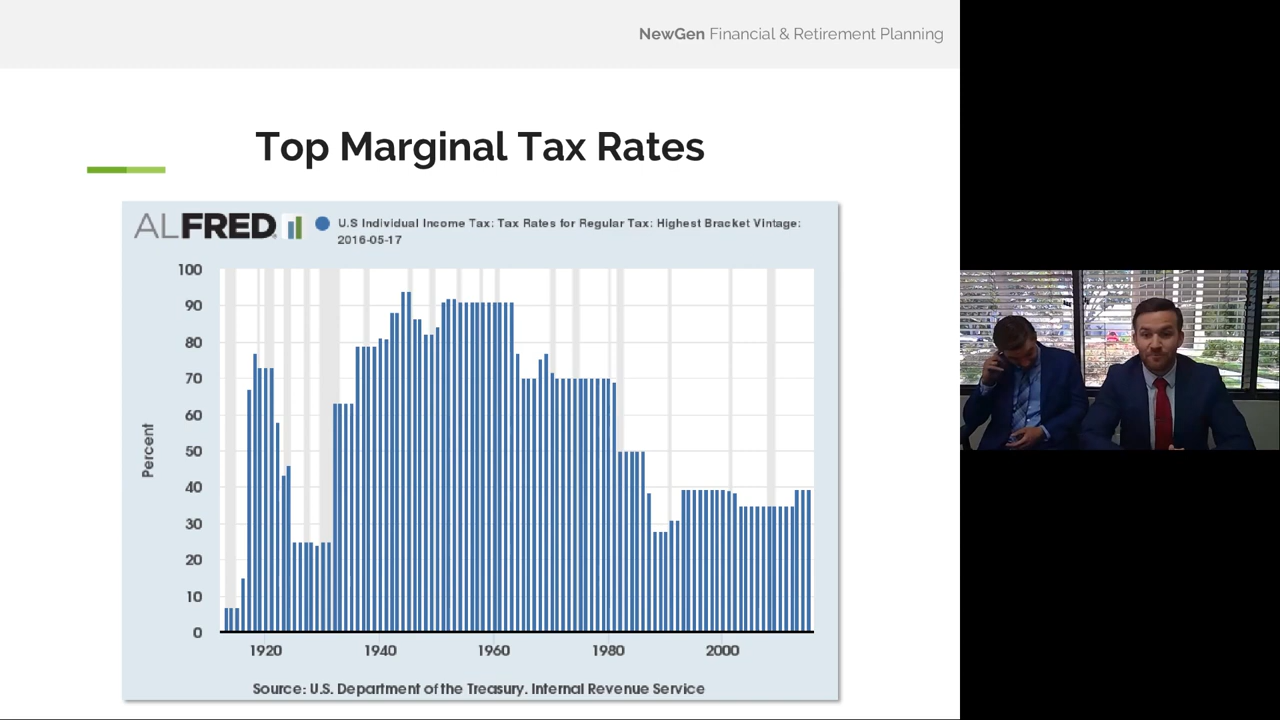 NewGen Financial & Retirement Planning
Top Marginal Tax Rates
ALFRED
U.S Individual Income Tax: Tax Rates for Regular Tax: Highest Bracket Vintage:
2016-05-17
Percent
100
90
80
70
60
50
40
30
20
10
0
1920 1940 1960 1980 2000
Source: U.S. Department of the Treasury. Internal Revenue Service